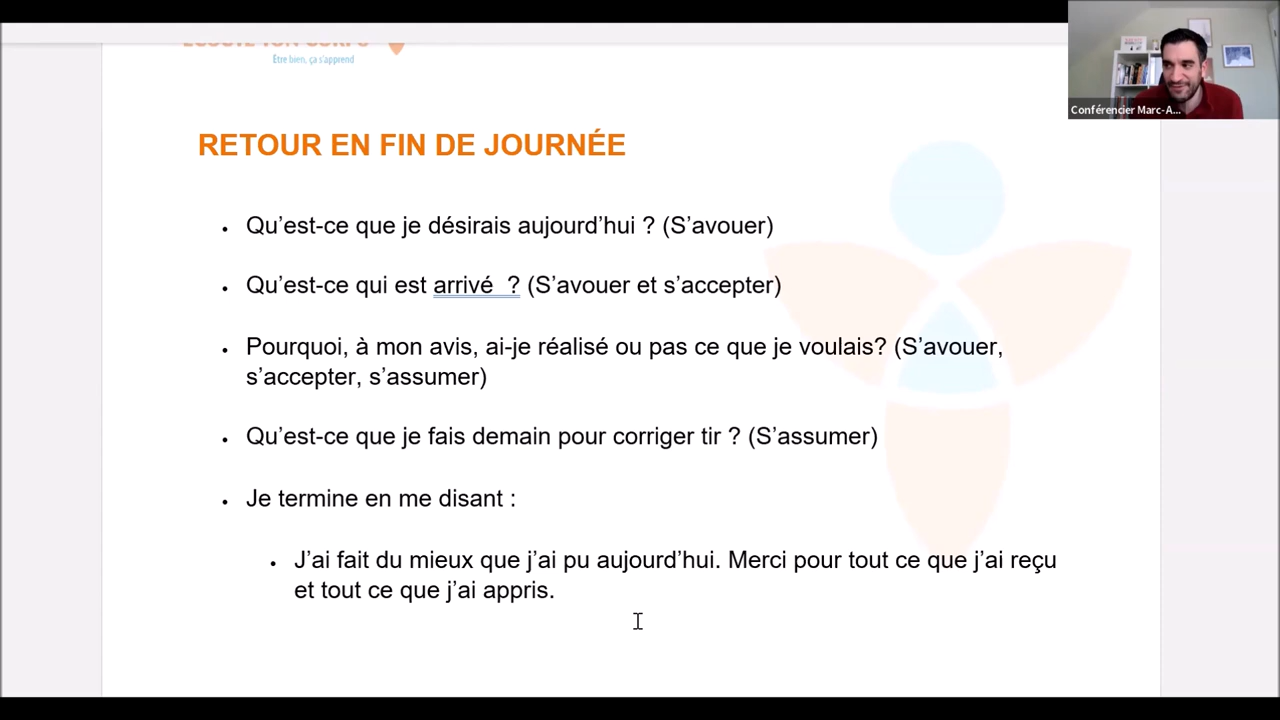 ÉCOUTE TON CORPS
Être bien, ça s'apprend
Conférencier Marc-A...
RETOUR EN FIN DE JOURNÉE
• Qu'est-ce que je désirais aujourd'hui ? (S'avouer)
• Qu'est-ce qui est arrivé  ? (S'avouer et s'accepter)
• Pourquoi, à mon avis, ai-je réalisé ou pas ce que je voulais? (S'avouer,
s'accepter, s'assumer)
• Qu'est-ce que je fais demain pour corriger tir ? (S'assumer)
• Je termine en me disant :
• J'ai fait du mieux que j'ai pu aujourd'hui. Merci pour tout ce que j'ai reçu
et tout ce que j'ai appris.